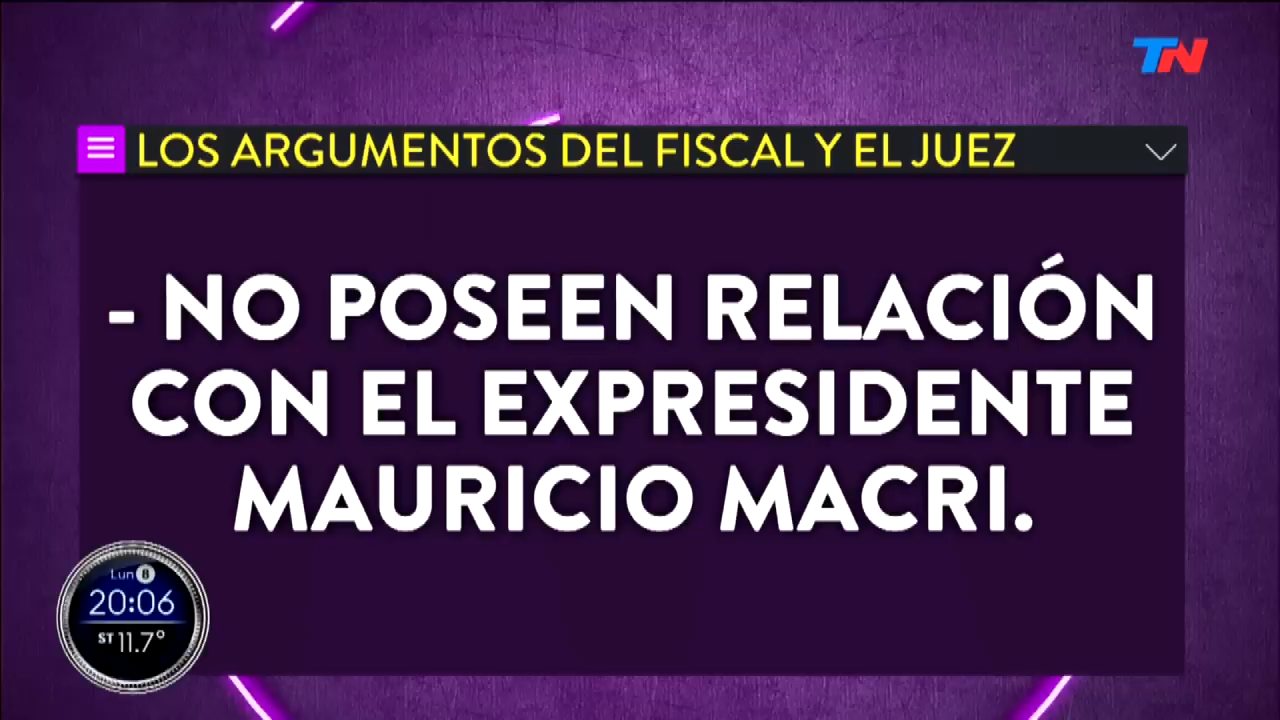 TN
LOS ARGUMENTOS DEL FISCAL Y EL JUEZ
- NO POSEEN RELACIÓN
CON EL EXPRESIDENTE
MAURICIO MACRI.
Lun 8
20:06
ST 11.7°